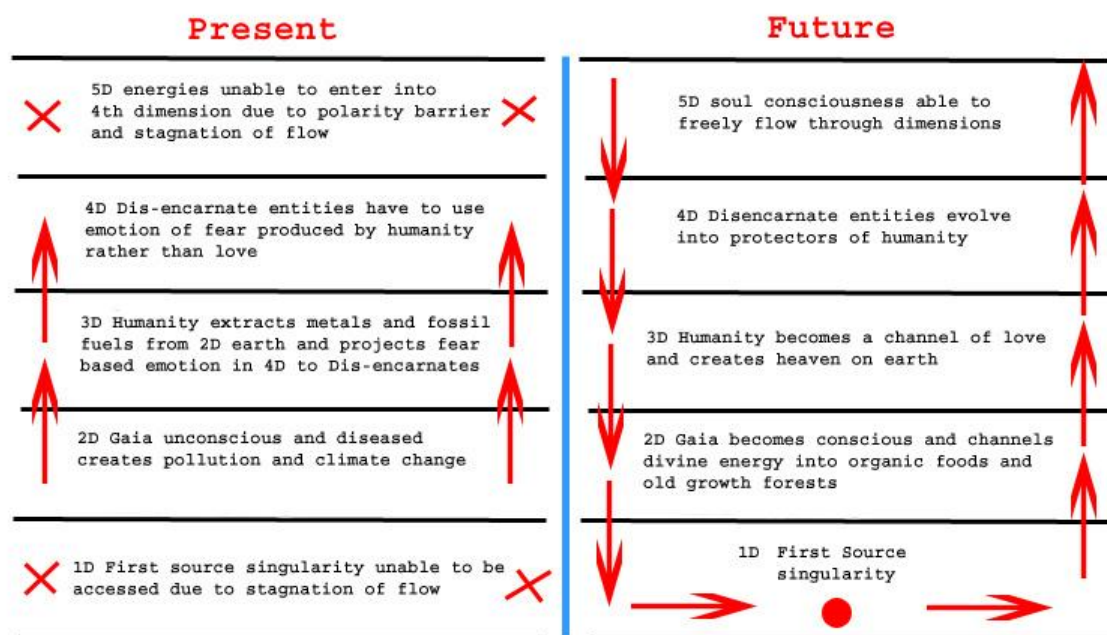 Present
5D energies unable to enter into
4th dimension due to polarity barrier
and stagnation of flow
4D Dis-encarnate entities have to use
emotion of fear produced by humanity
rather than love
3D Humanity extracts metals and fossil
fuels from 2D earth and projects fear
based emotion in 4D to Dis-encarnates
2D Gaia unconscious and diseased
creates pollution and climate change
1D First source singularity unable to be
accessed due to stagnation of flow
Future
5D soul consciousness able to
freely flow through dimensions
4D Disencarnate entities evolve
into protectors of humanity
3D Humanity becomes a channel of love
and creates heaven on earth
2D Gaia becomes conscious and channels
divine energy into organic foods and
old growth forests
1D First Source
singularity